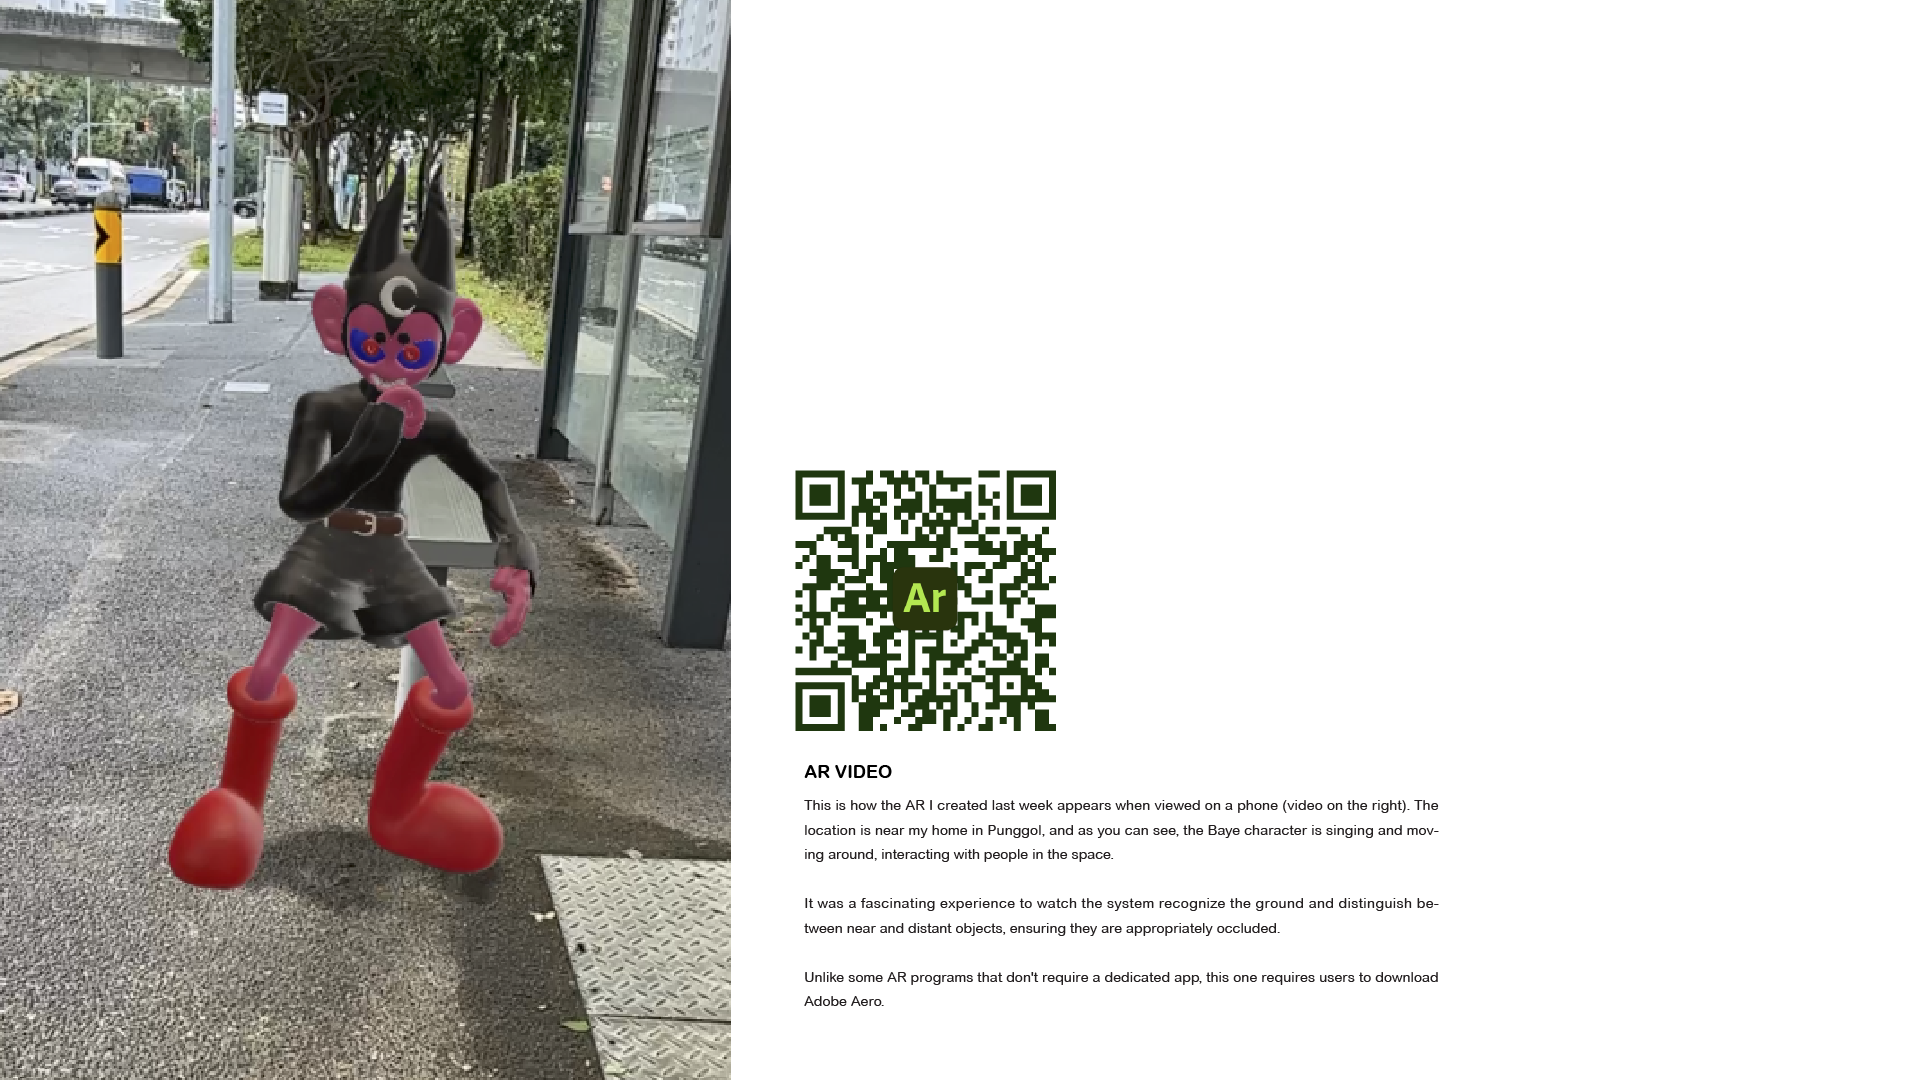 Ar
AR VIDEO
This is how the AR I created last week appears when viewed on a phone (video on the right). The
location is near my home in Punggol, and as you can see, the Baye character is singing and mov-
ing around, interacting with people in the space.
It was a fascinating experience to watch the system recognize the ground and distinguish be-
tween near and distant objects, ensuring they are appropriately occluded.
Unlike some AR programs that don't require a dedicated app, this one requires users to download
Adobe Aero.